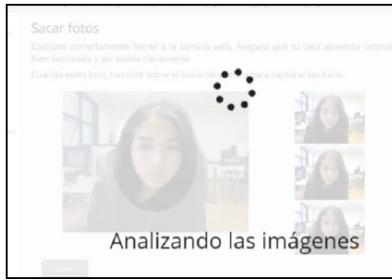 Sacar fotos
Colócate correctamente frente a la cámara web. Asegura que tu cara aparezca contras
bien iluminada y ser visible claramente.
Cuando estés listo, haz click sobre el icono de para capturar las fotos.
Analizando las imágenes